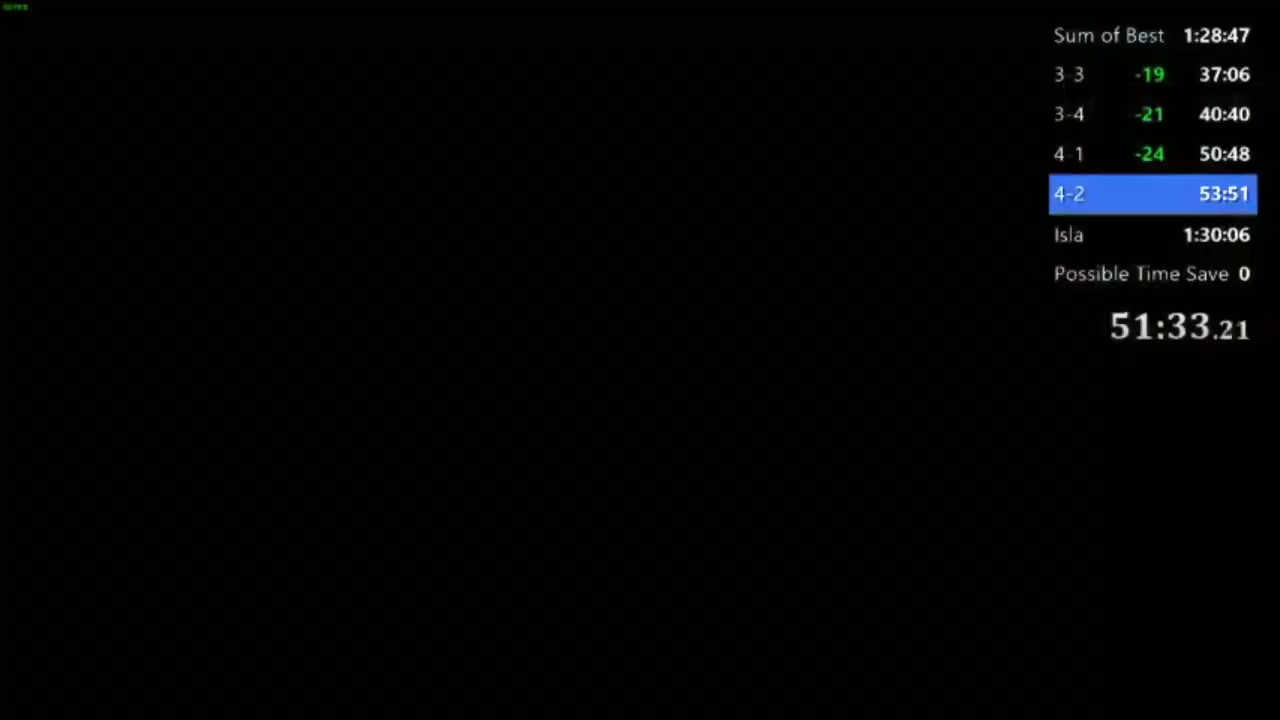 Sum of Best 1:28:47
3-3 -19 37:06
3-4 -21 40:40
4-1 -24 50:48
4-2 53:51
Isla 1:30:06
Possible Time Save 0
51:33.21